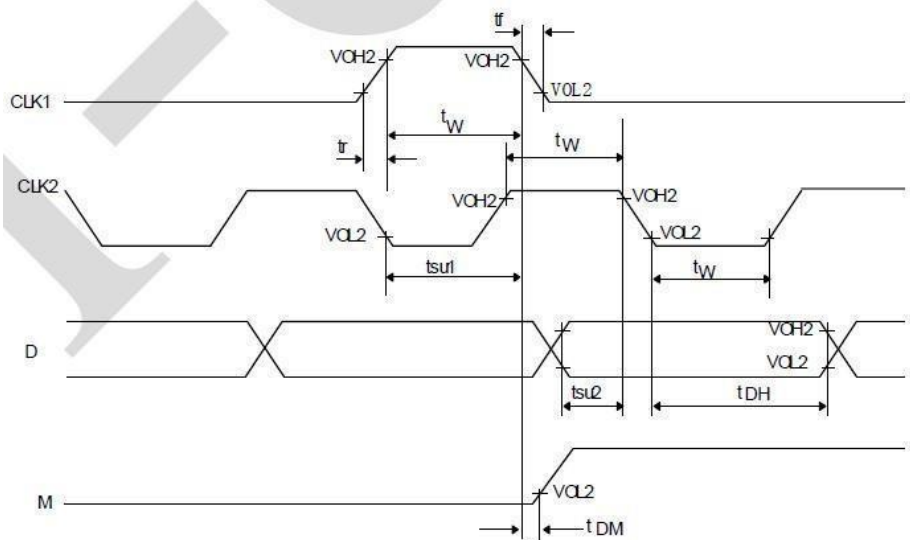 tf
VOH2 VOH2
VOL2
CLK1
tW
tr
tW
CLK2
VOH2 VOH2
VOL2 VOL2
tsu1 tW
D
VOH2
VOL2
tsu2 tDH
M
VOL2
tDM